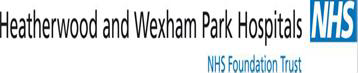 Heatherwood and Wexham Park Hospitals NHS
NHS Foundation Trust